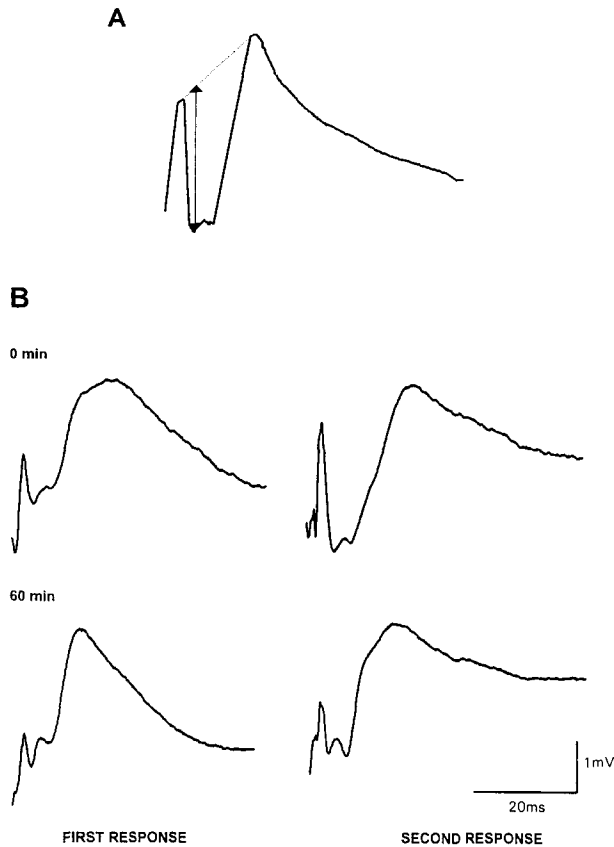 A
B
0 min
60 min
1mV
20ms
FIRST RESPONSE
SECOND RESPONSE